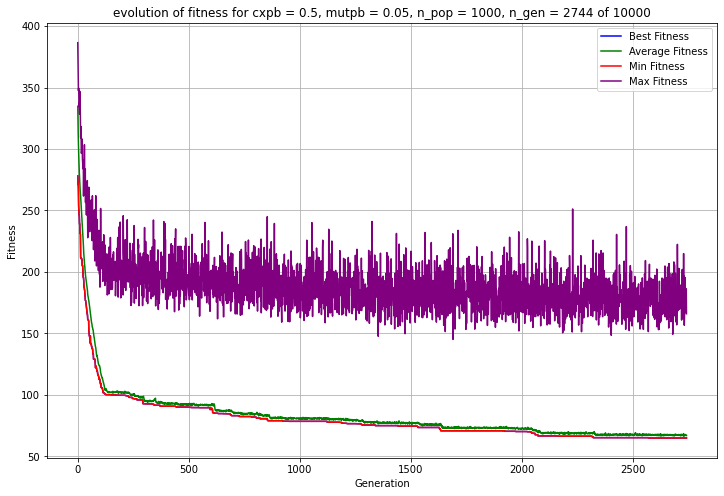 evolution of fitness for cxpb = 0.5, mutpb = 0.05, n_pop = 1000, n_gen = 2744 of 10000
Best Fitness
Average Fitness
Min Fitness
Max Fitness
Fitness
400
350
300
250
200
150
100
50
0
500
1000
1500
2000
2500
Generation